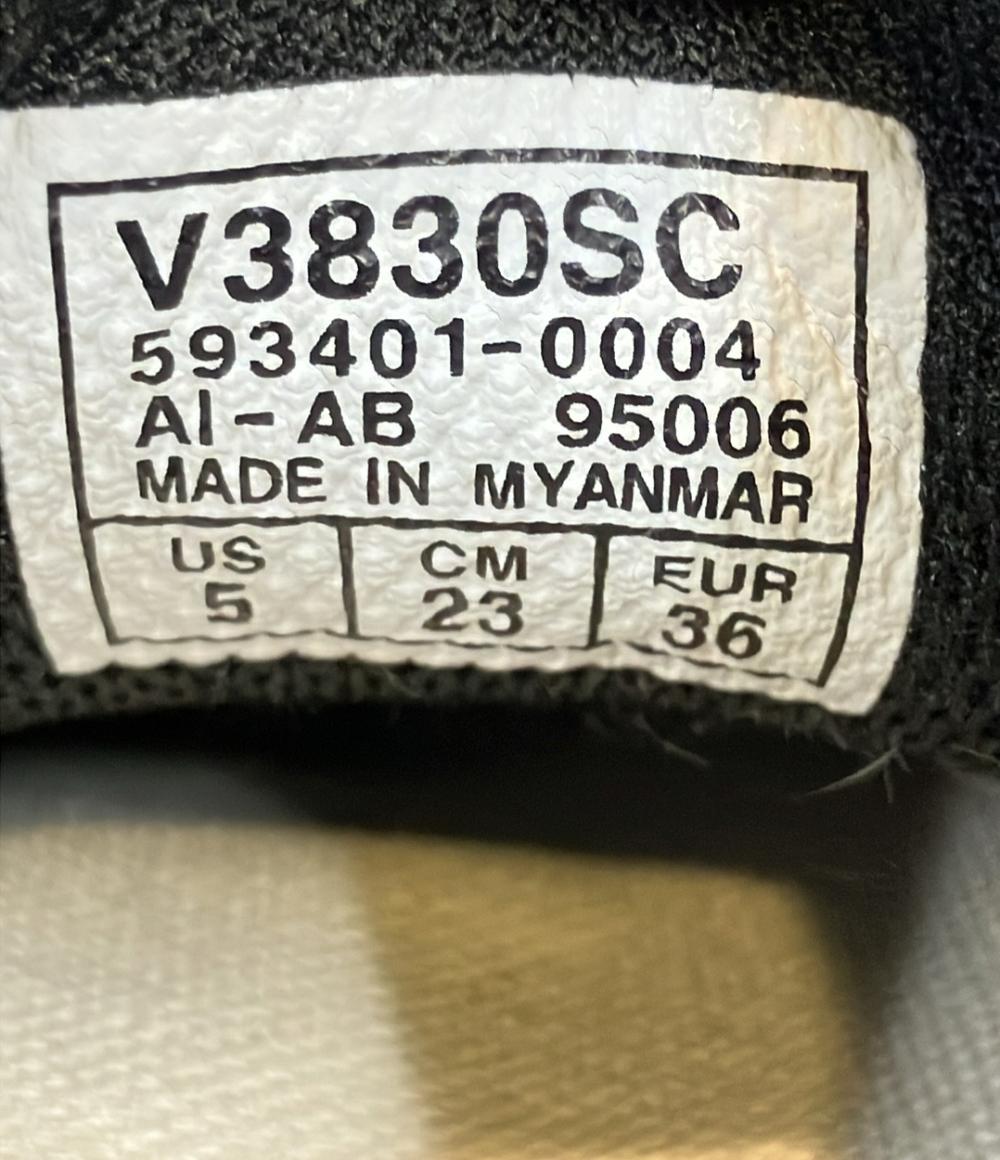 V3830SC
593401-0004
AI-AB 95006
MADE IN MYANMAR
US CM EUR
5 23 36